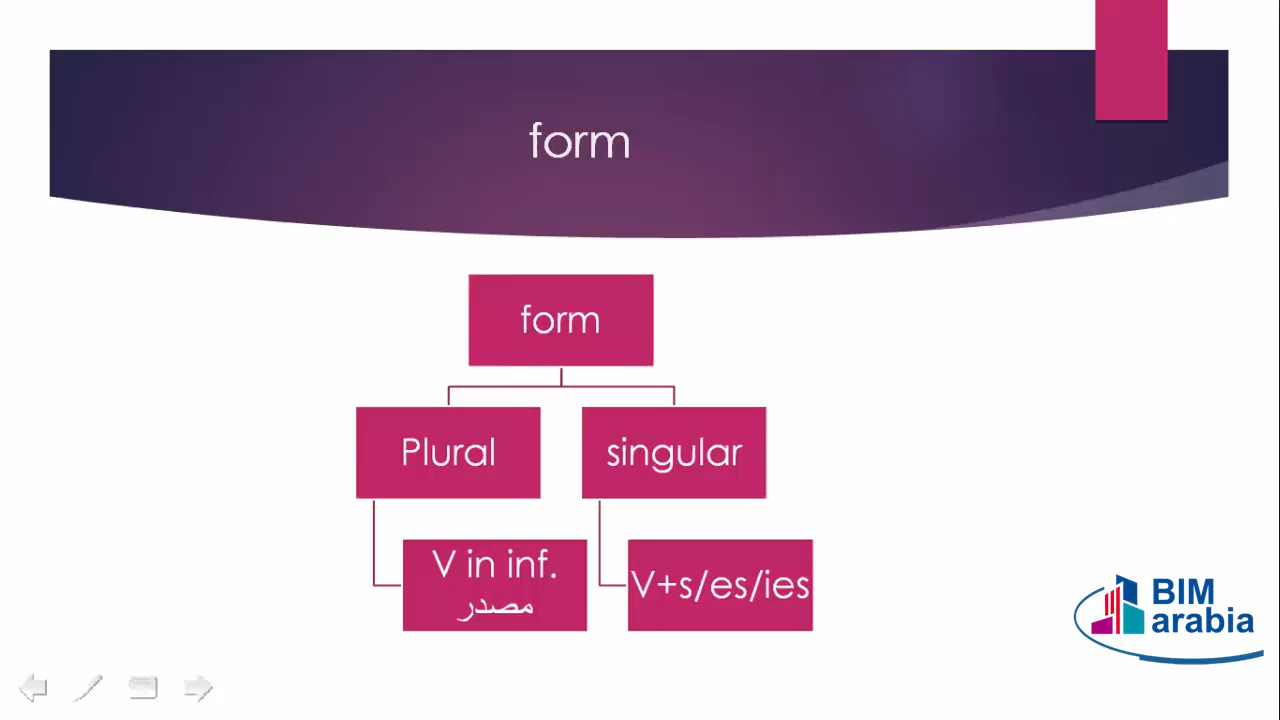 form
form
Plural
singular
V in inf.
مصدر
V+s/es/ies
BIM
arabia